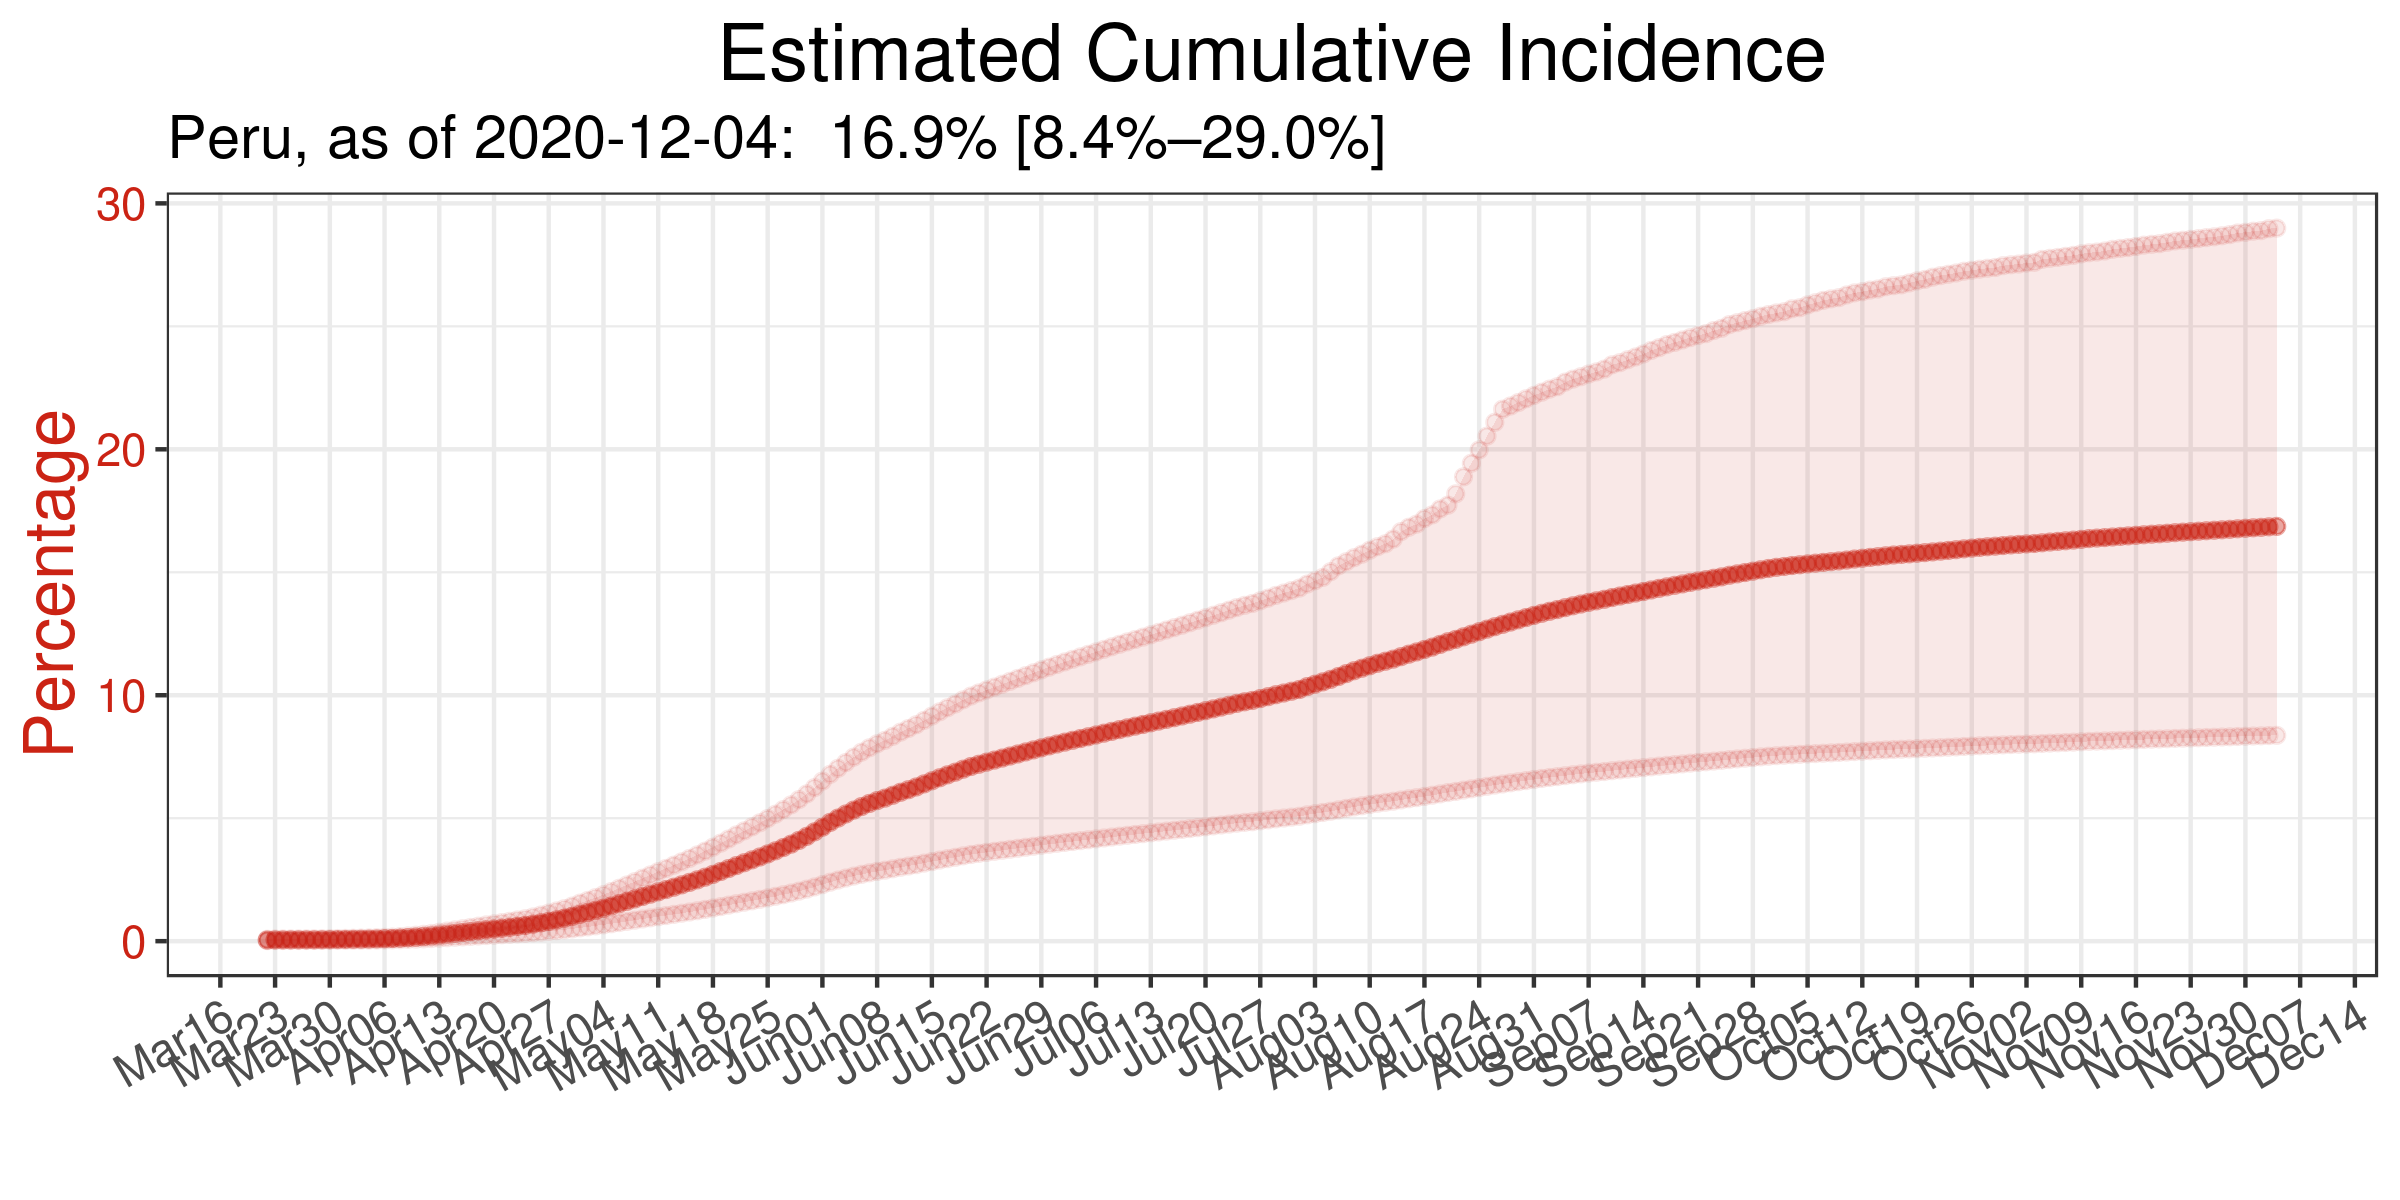 Estimated Cumulative Incidence
Peru, as of 2020-12-04:  16.9% [8.4%–29.0%]
Percentage
30
20
10
0
Mar16
Mar23
Mar30
Apr06
Apr13
Apr20
Apr27
May04
May11
May18
May25
Jun01
Jun08
Jun15
Jun22
Jun29
Jul06
Jul13
Jul20
Jul27
Aug03
Aug10
Aug17
Aug24
Aug31
Sep07
Sep14
Sep21
Sep28
Oct05
Oct12
Oct19
Oct26
Nov02
Nov09
Nov16
Nov23
Nov30
Dec07
Dec14